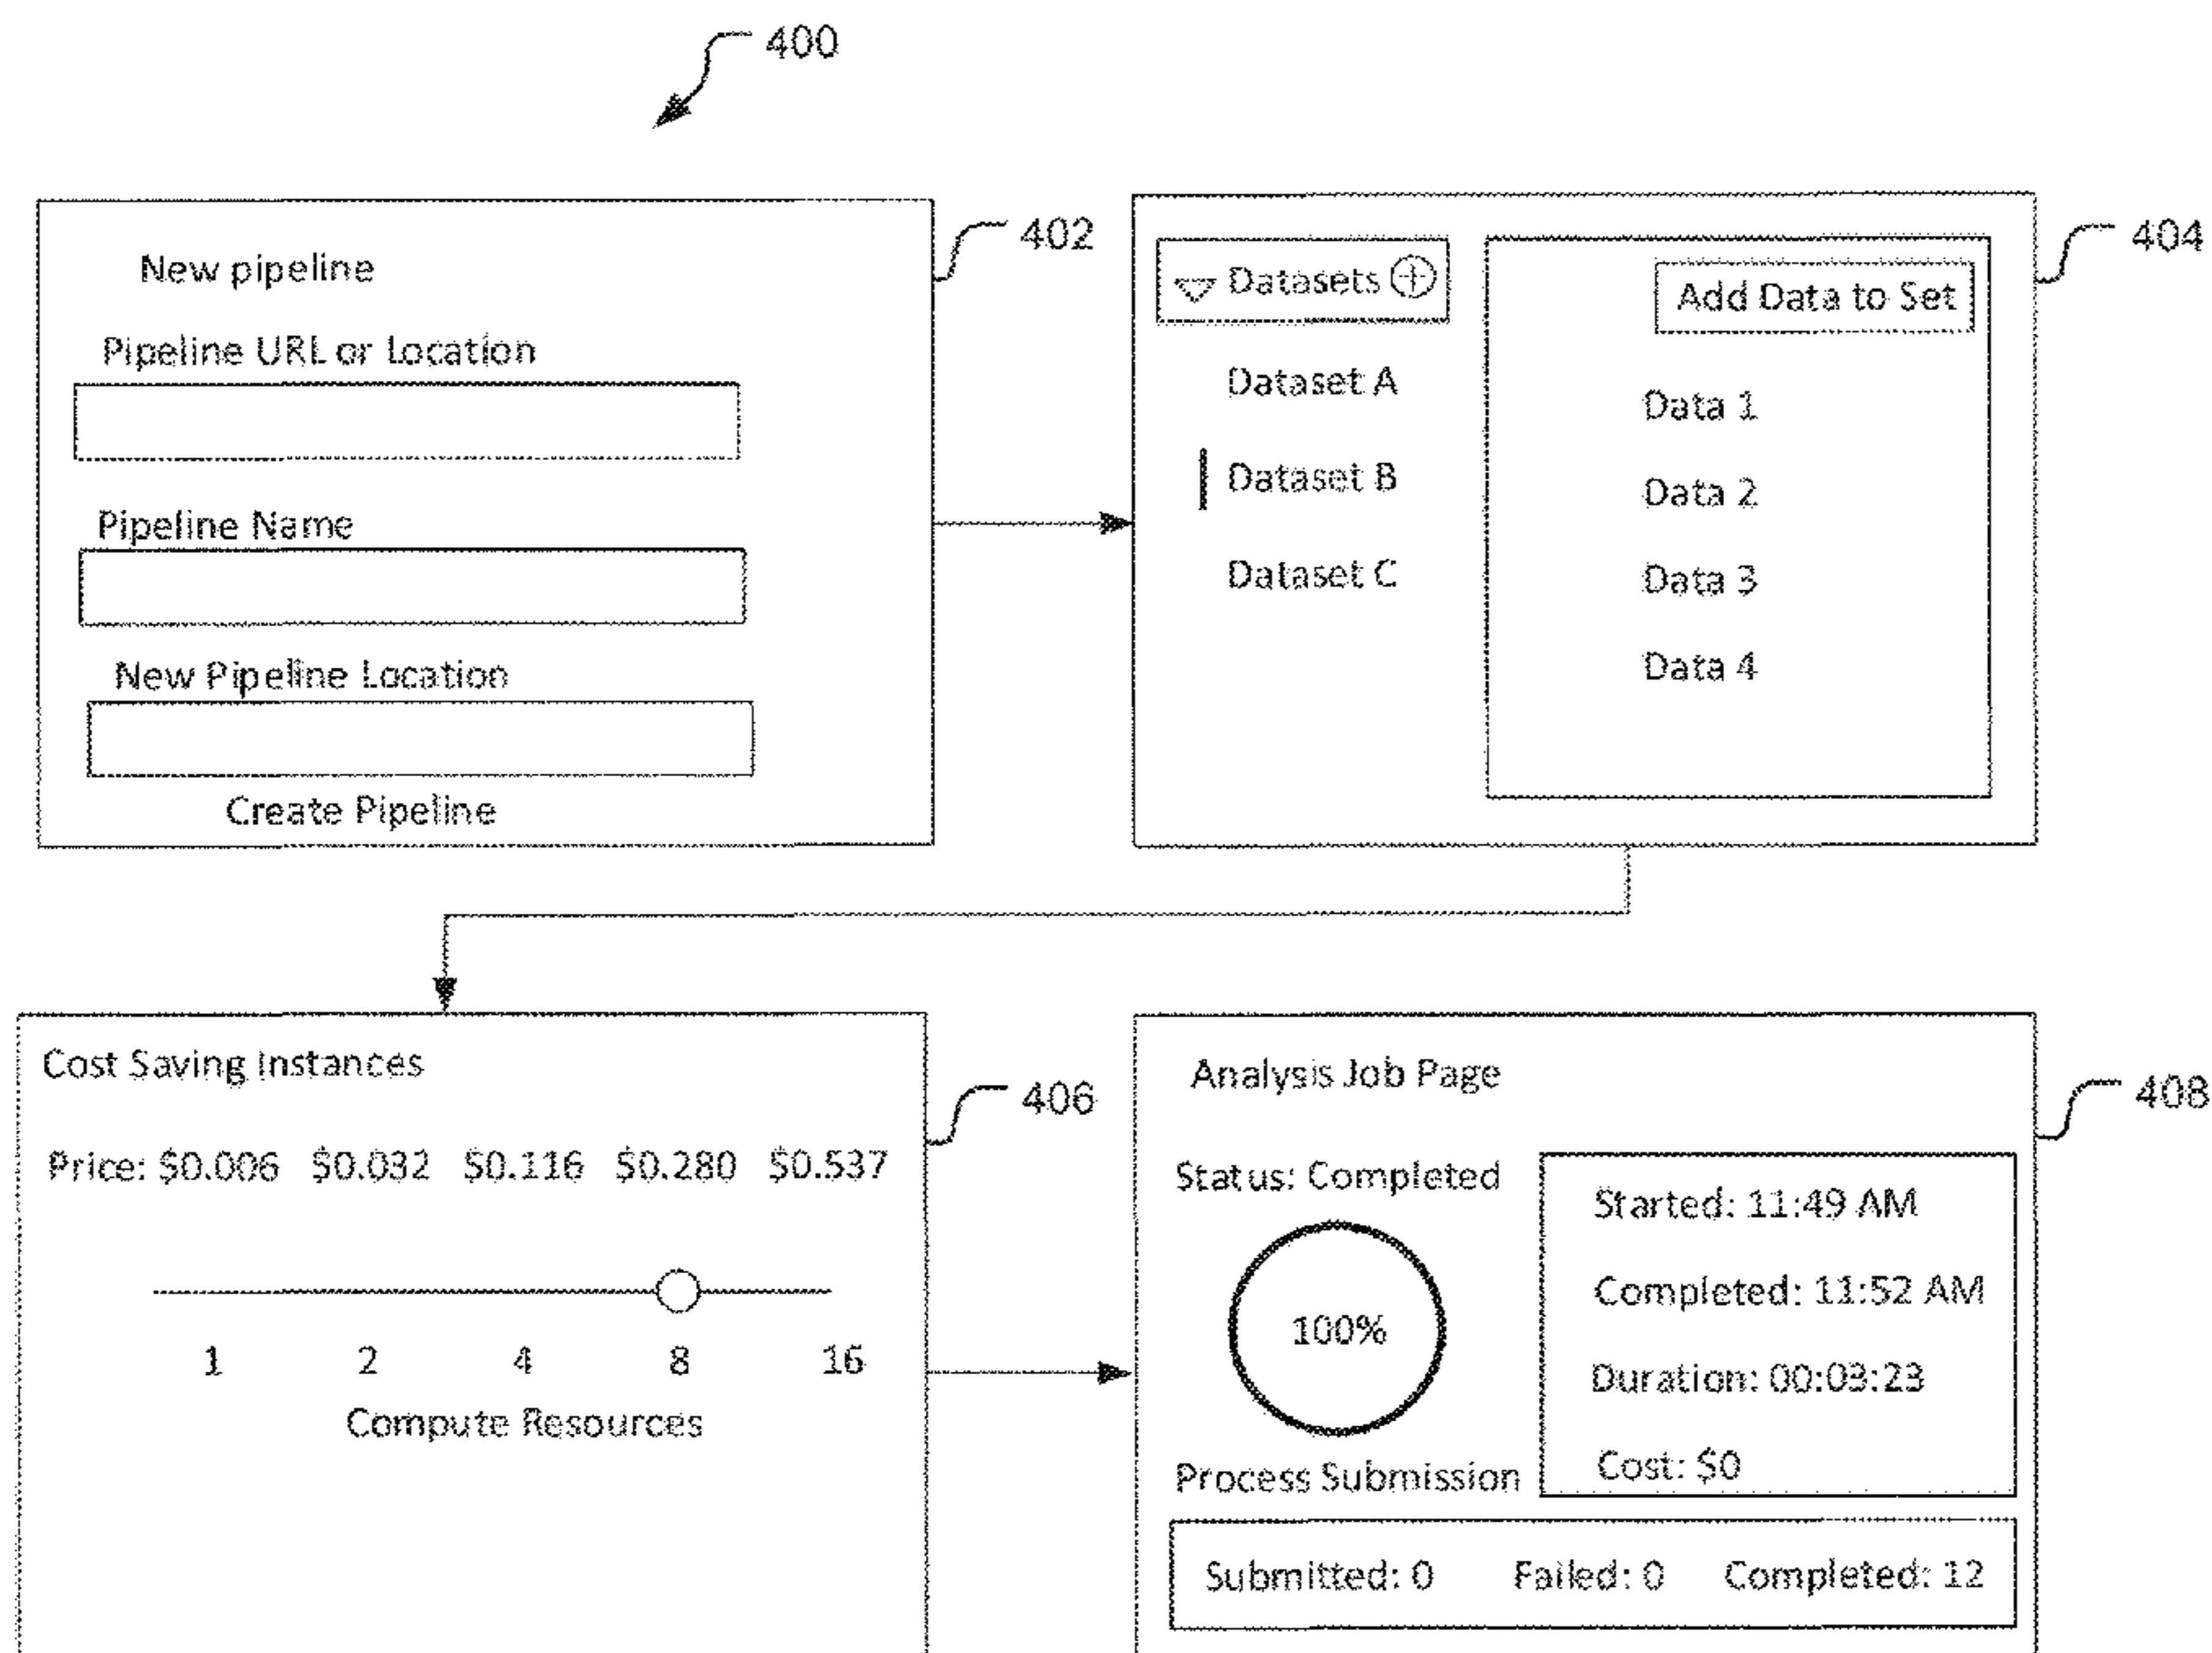 400
402
New pipeline
Pipeline URL or Location
Pipeline Name
New Pipeline Location
Create Pipeline
404
Datasets
Dataset A
Dataset B
Dataset C
Add Data to Set
Data 1
Data 2
Data 3
Data 4
406
Cost Saving Instances
Price: $0.006 $0.032 $0.116 $0.280 $0.537
1 2 4 8 16
Compute Resources
408
Analysis Job Page
Status: Completed
100%
Process Submission
Started: 11:49 AM
Completed: 11:52 AM
Duration: 00:03:23
Cost: $0
Submitted: 0 Failed: 0 Completed: 12